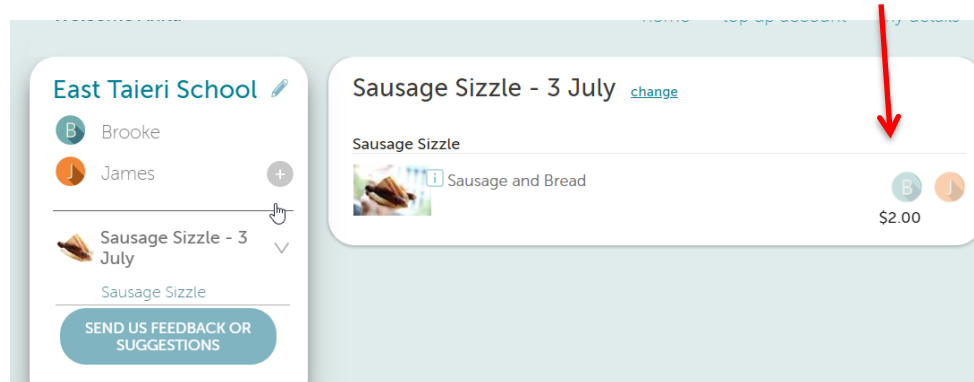 East Taieri School
B Brooke
J James
Sausage Sizzle - 3
July
Sausage Sizzle
SEND US FEEDBACK OR
SUGGESTIONS
Sausage Sizzle - 3 July change
Sausage Sizzle
i Sausage and Bread
B J
$2.00